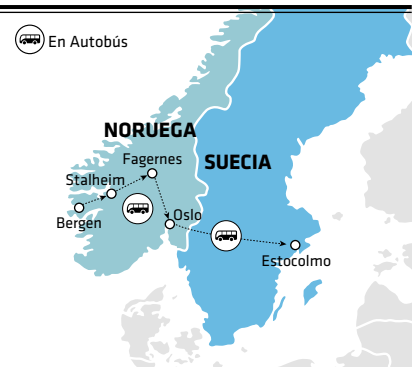 En Autobús
NORUEGA
Fagernes
SUECIA
Stalheim
Bergen
Oslo
Estocolmo